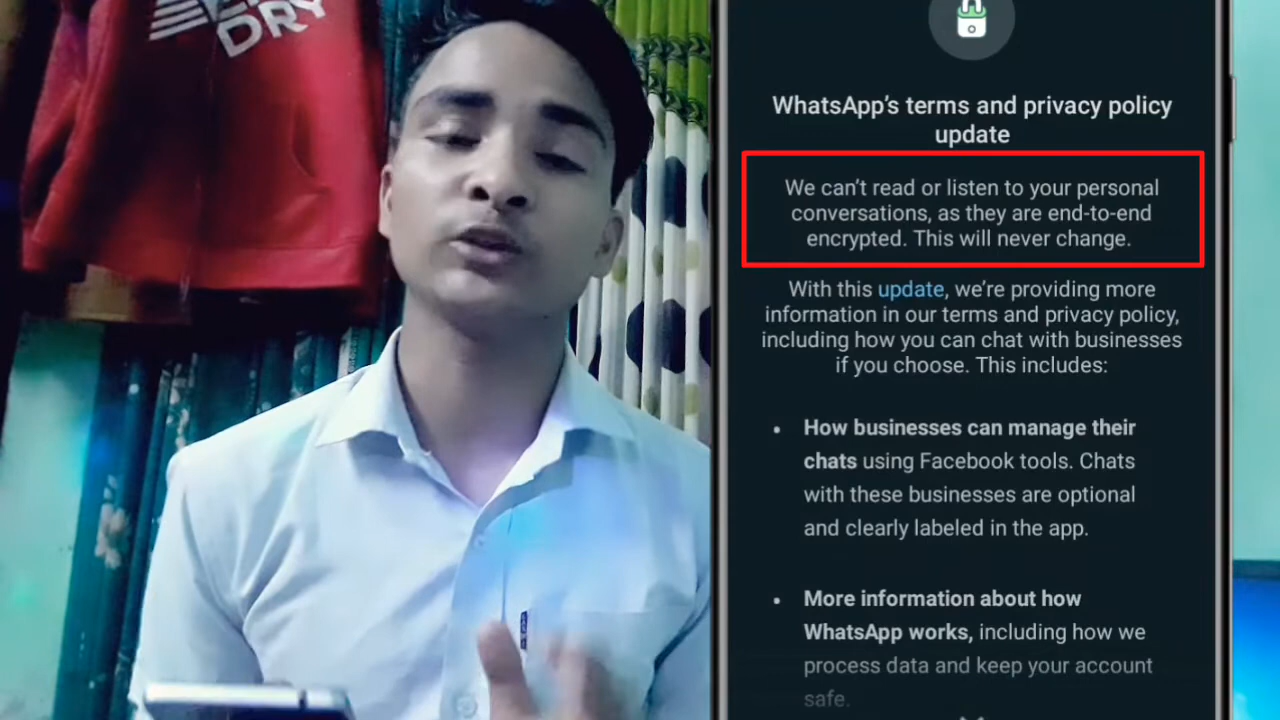 DRY
WhatsApp’s terms and privacy policy
update
We can’t read or listen to your personal
conversations, as they are end-to-end
encrypted. This will never change.
With this update, we’re providing more
information in our terms and privacy policy,
including how you can chat with businesses
if you choose. This includes:
• How businesses can manage their
chats using Facebook tools. Chats
with these businesses are optional
and clearly labeled in the app.
• More information about how
WhatsApp works, including how we
process data and keep your account
safe.